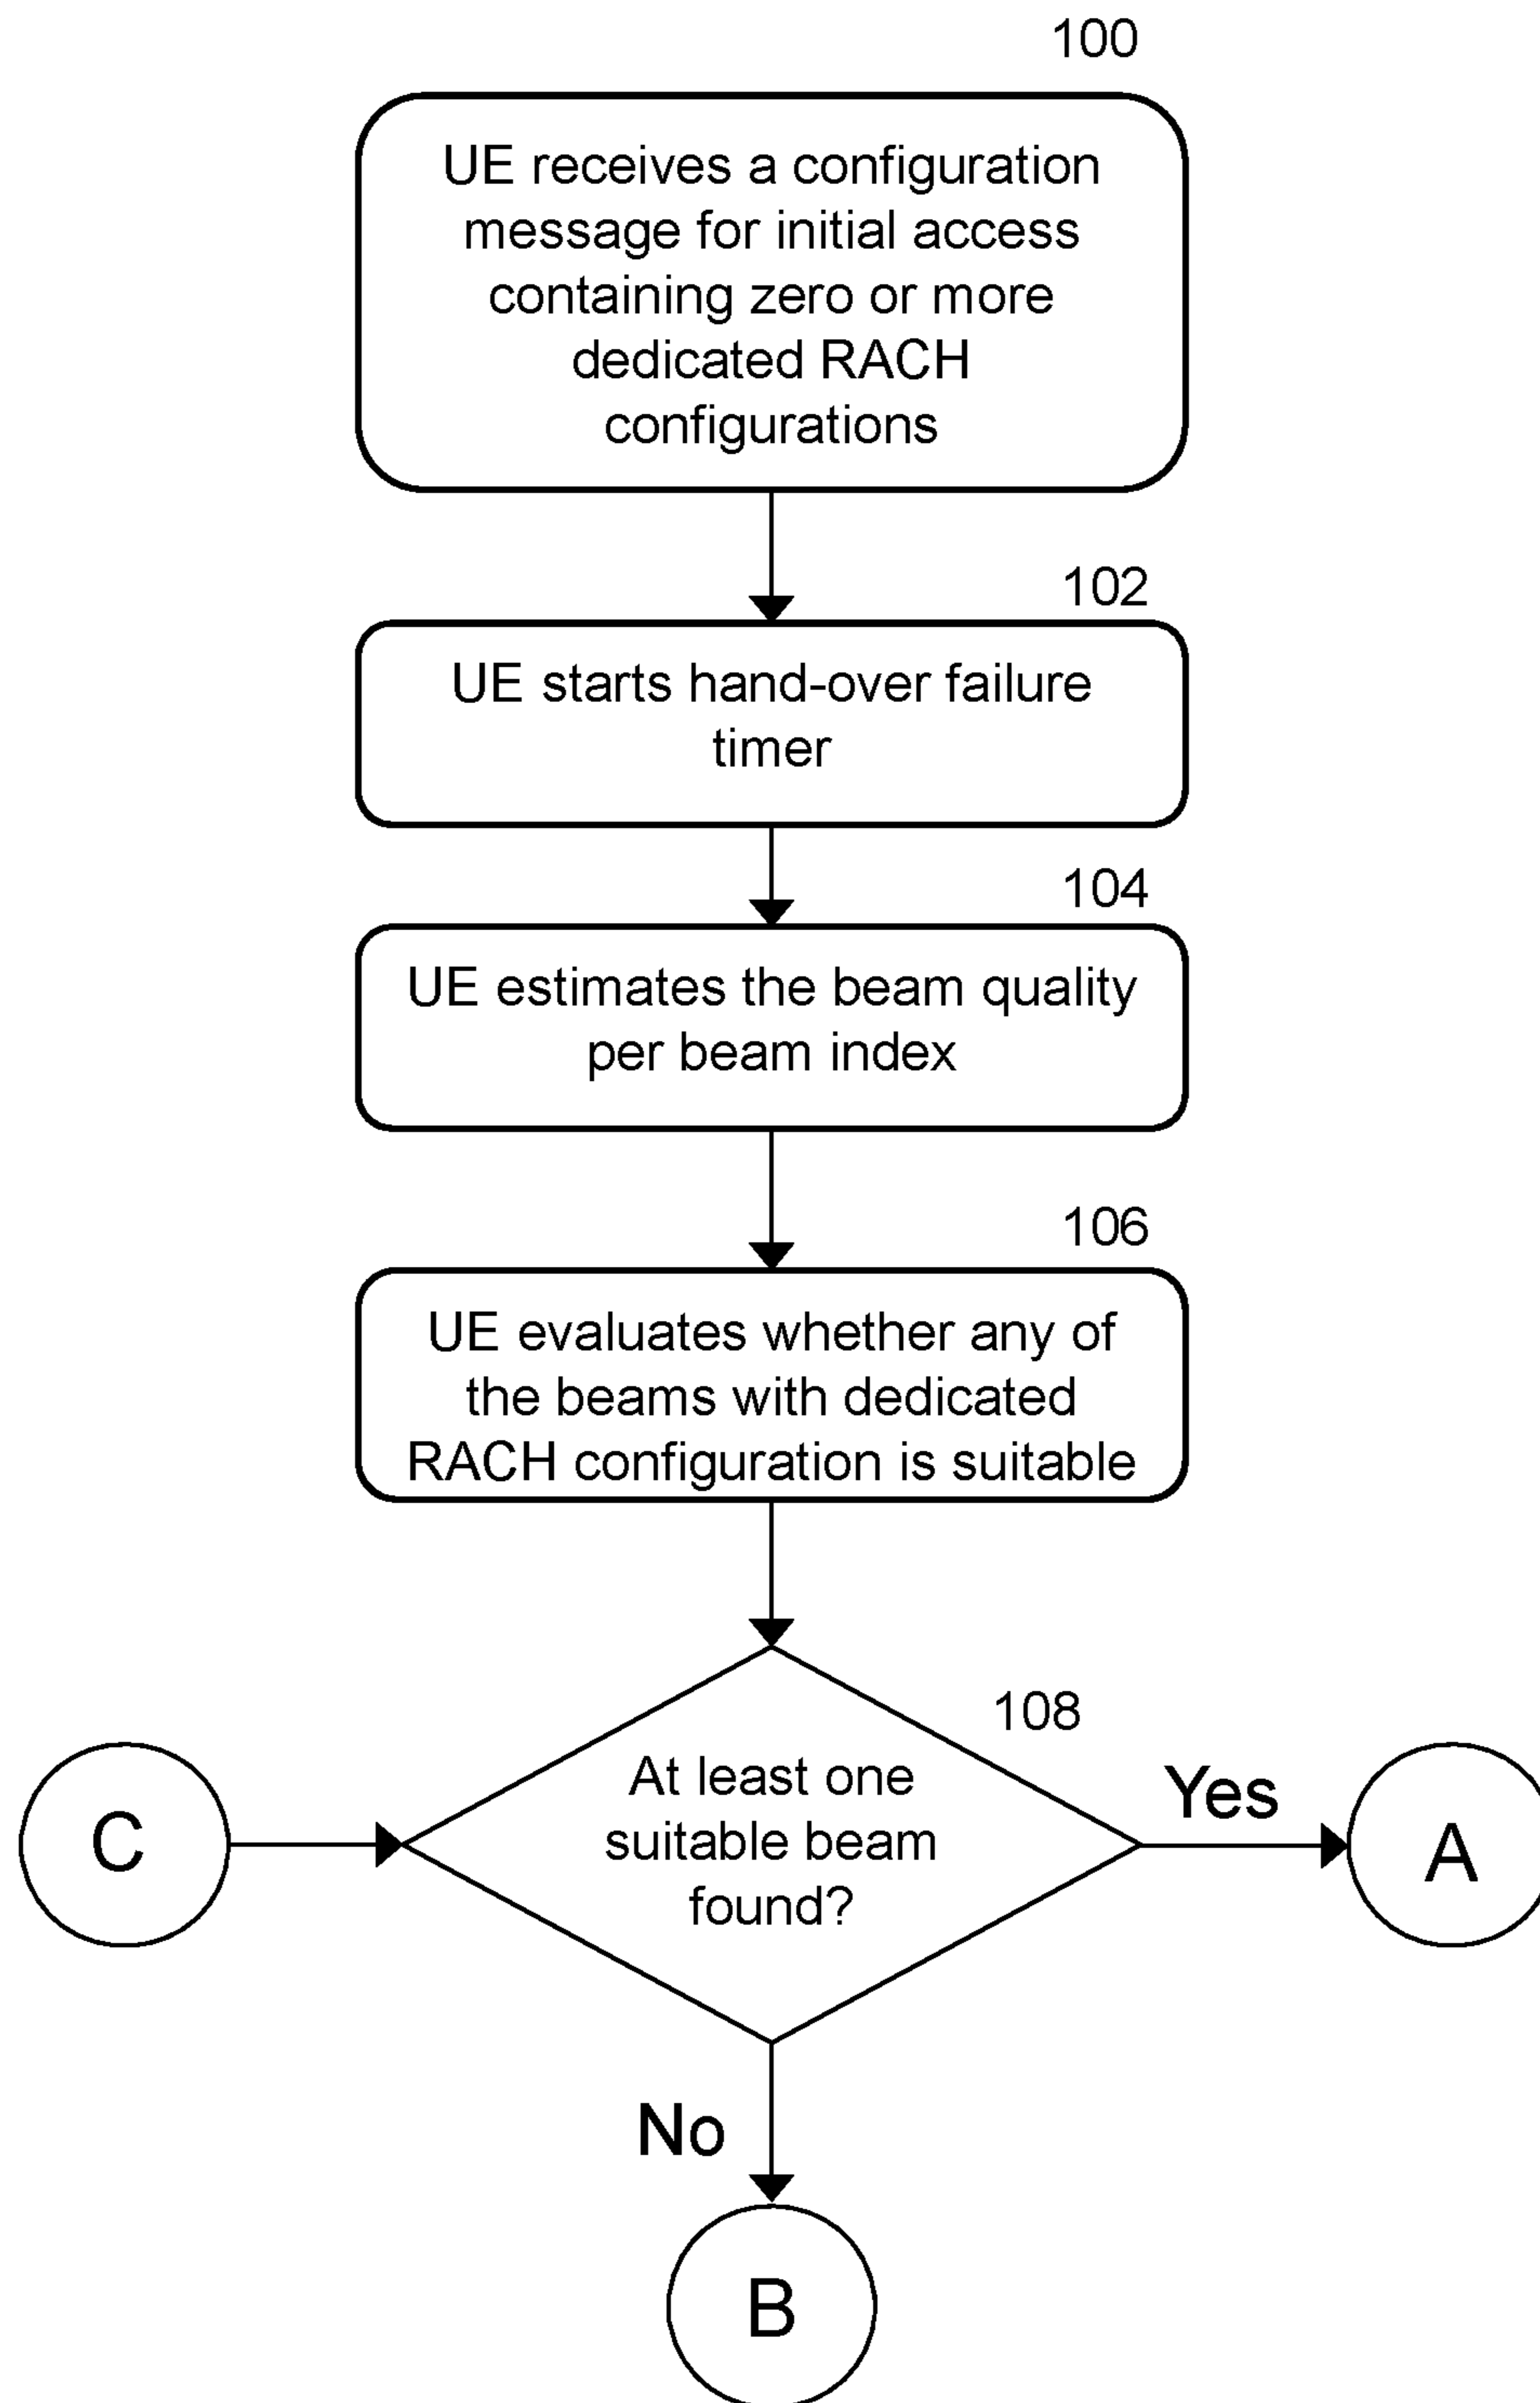 100
UE receives a configuration
message for initial access
containing zero or more
dedicated RACH
configurations
102
UE starts hand-over failure
timer
104
UE estimates the beam quality
per beam index
106
UE evaluates whether any of
the beams with dedicated
RACH configuration is suitable
108
At least one
suitable beam
found?
Yes
C
A
No
B